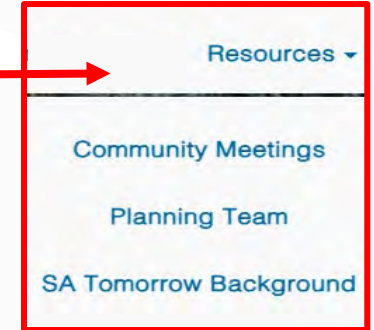 Resources
Community Meetings
Planning Team
SA Tomorrow Background